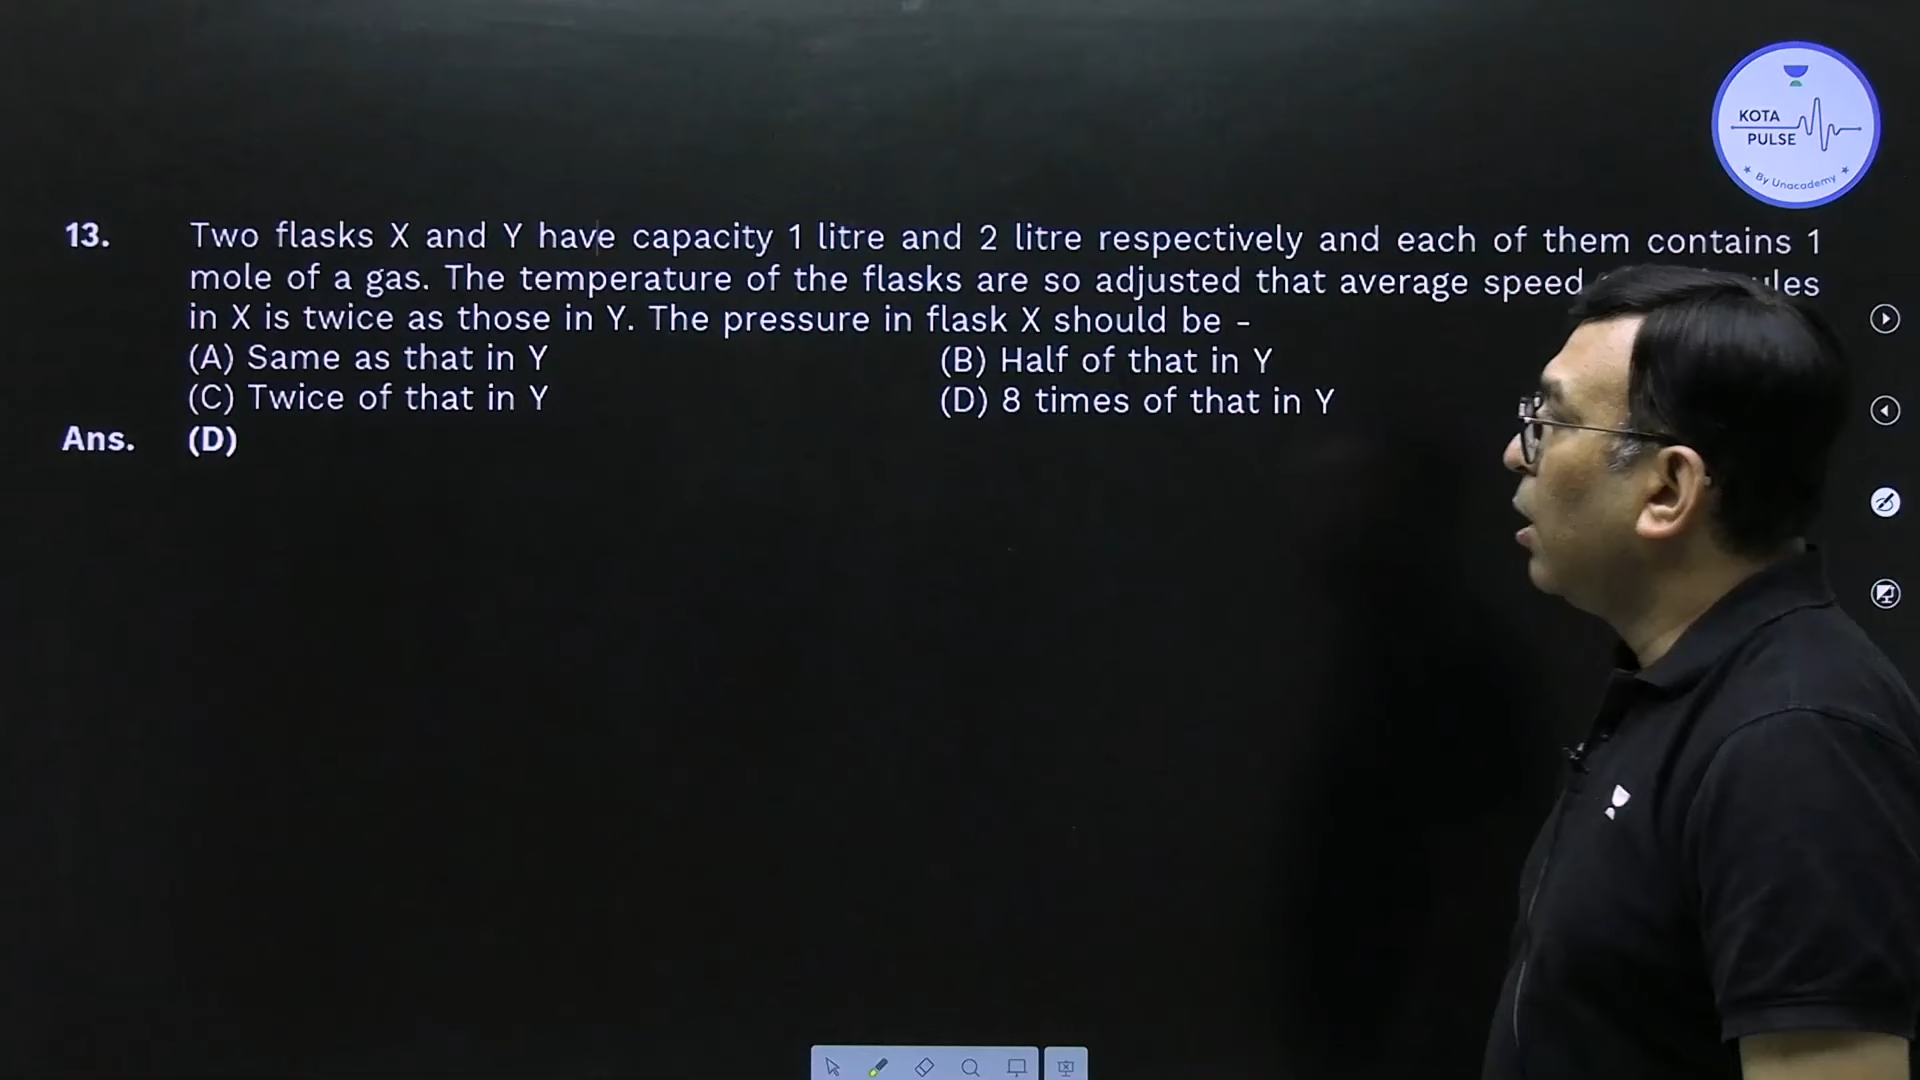 KOTA
PULSE
By Unacademy
13. Two flasks X and Y have capacity 1 litre and 2 litre respectively and each of them contains 1
mole of a gas. The temperature of the flasks are so adjusted that average speed
in X is twice as those in Y. The pressure in flask X should be -
(A) Same as that in Y (B) Half of that in Y
(C) Twice of that in Y (D) 8 times of that in Y
Ans. (D)